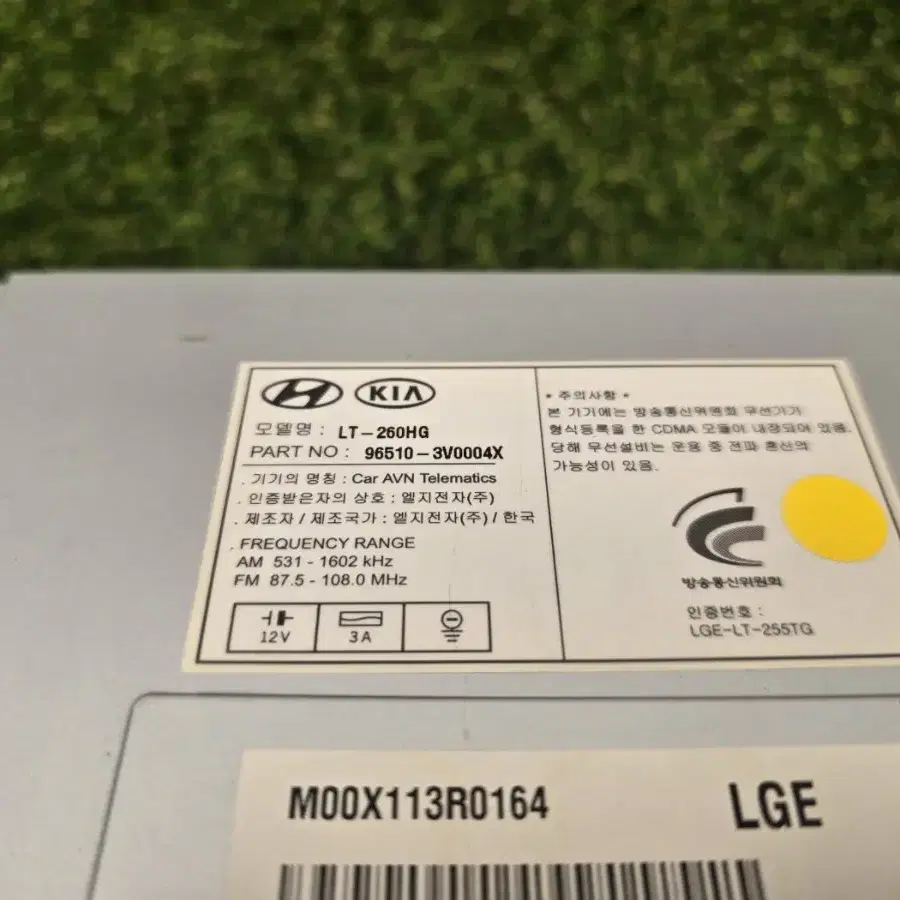 KIA
모델명 : LT-260HG
PART NO : 96510-3V0004X
. 기기의 명칭 : Car AVN Telematics
. 인증받은자의 상호 : 엘지전자(주)
. 제조자 / 제조국가 : 엘지전자(주) / 한국
. FREQUENCY RANGE
AM 531 - 1602 kHz
FM 87.5 - 108.0 MHz
12V
3A
* 주의사항 *
본 기기에는 방송통신위원회 무선기기
형식등록을 한 CDMA 모듈이 내장되어 있음.
당해 무선설비는 운용 중 전파 혼신의
가능성이 있음.
방송통신위원회
인증번호 :
LGE-LT-255TG
M00X113R0164
LGE